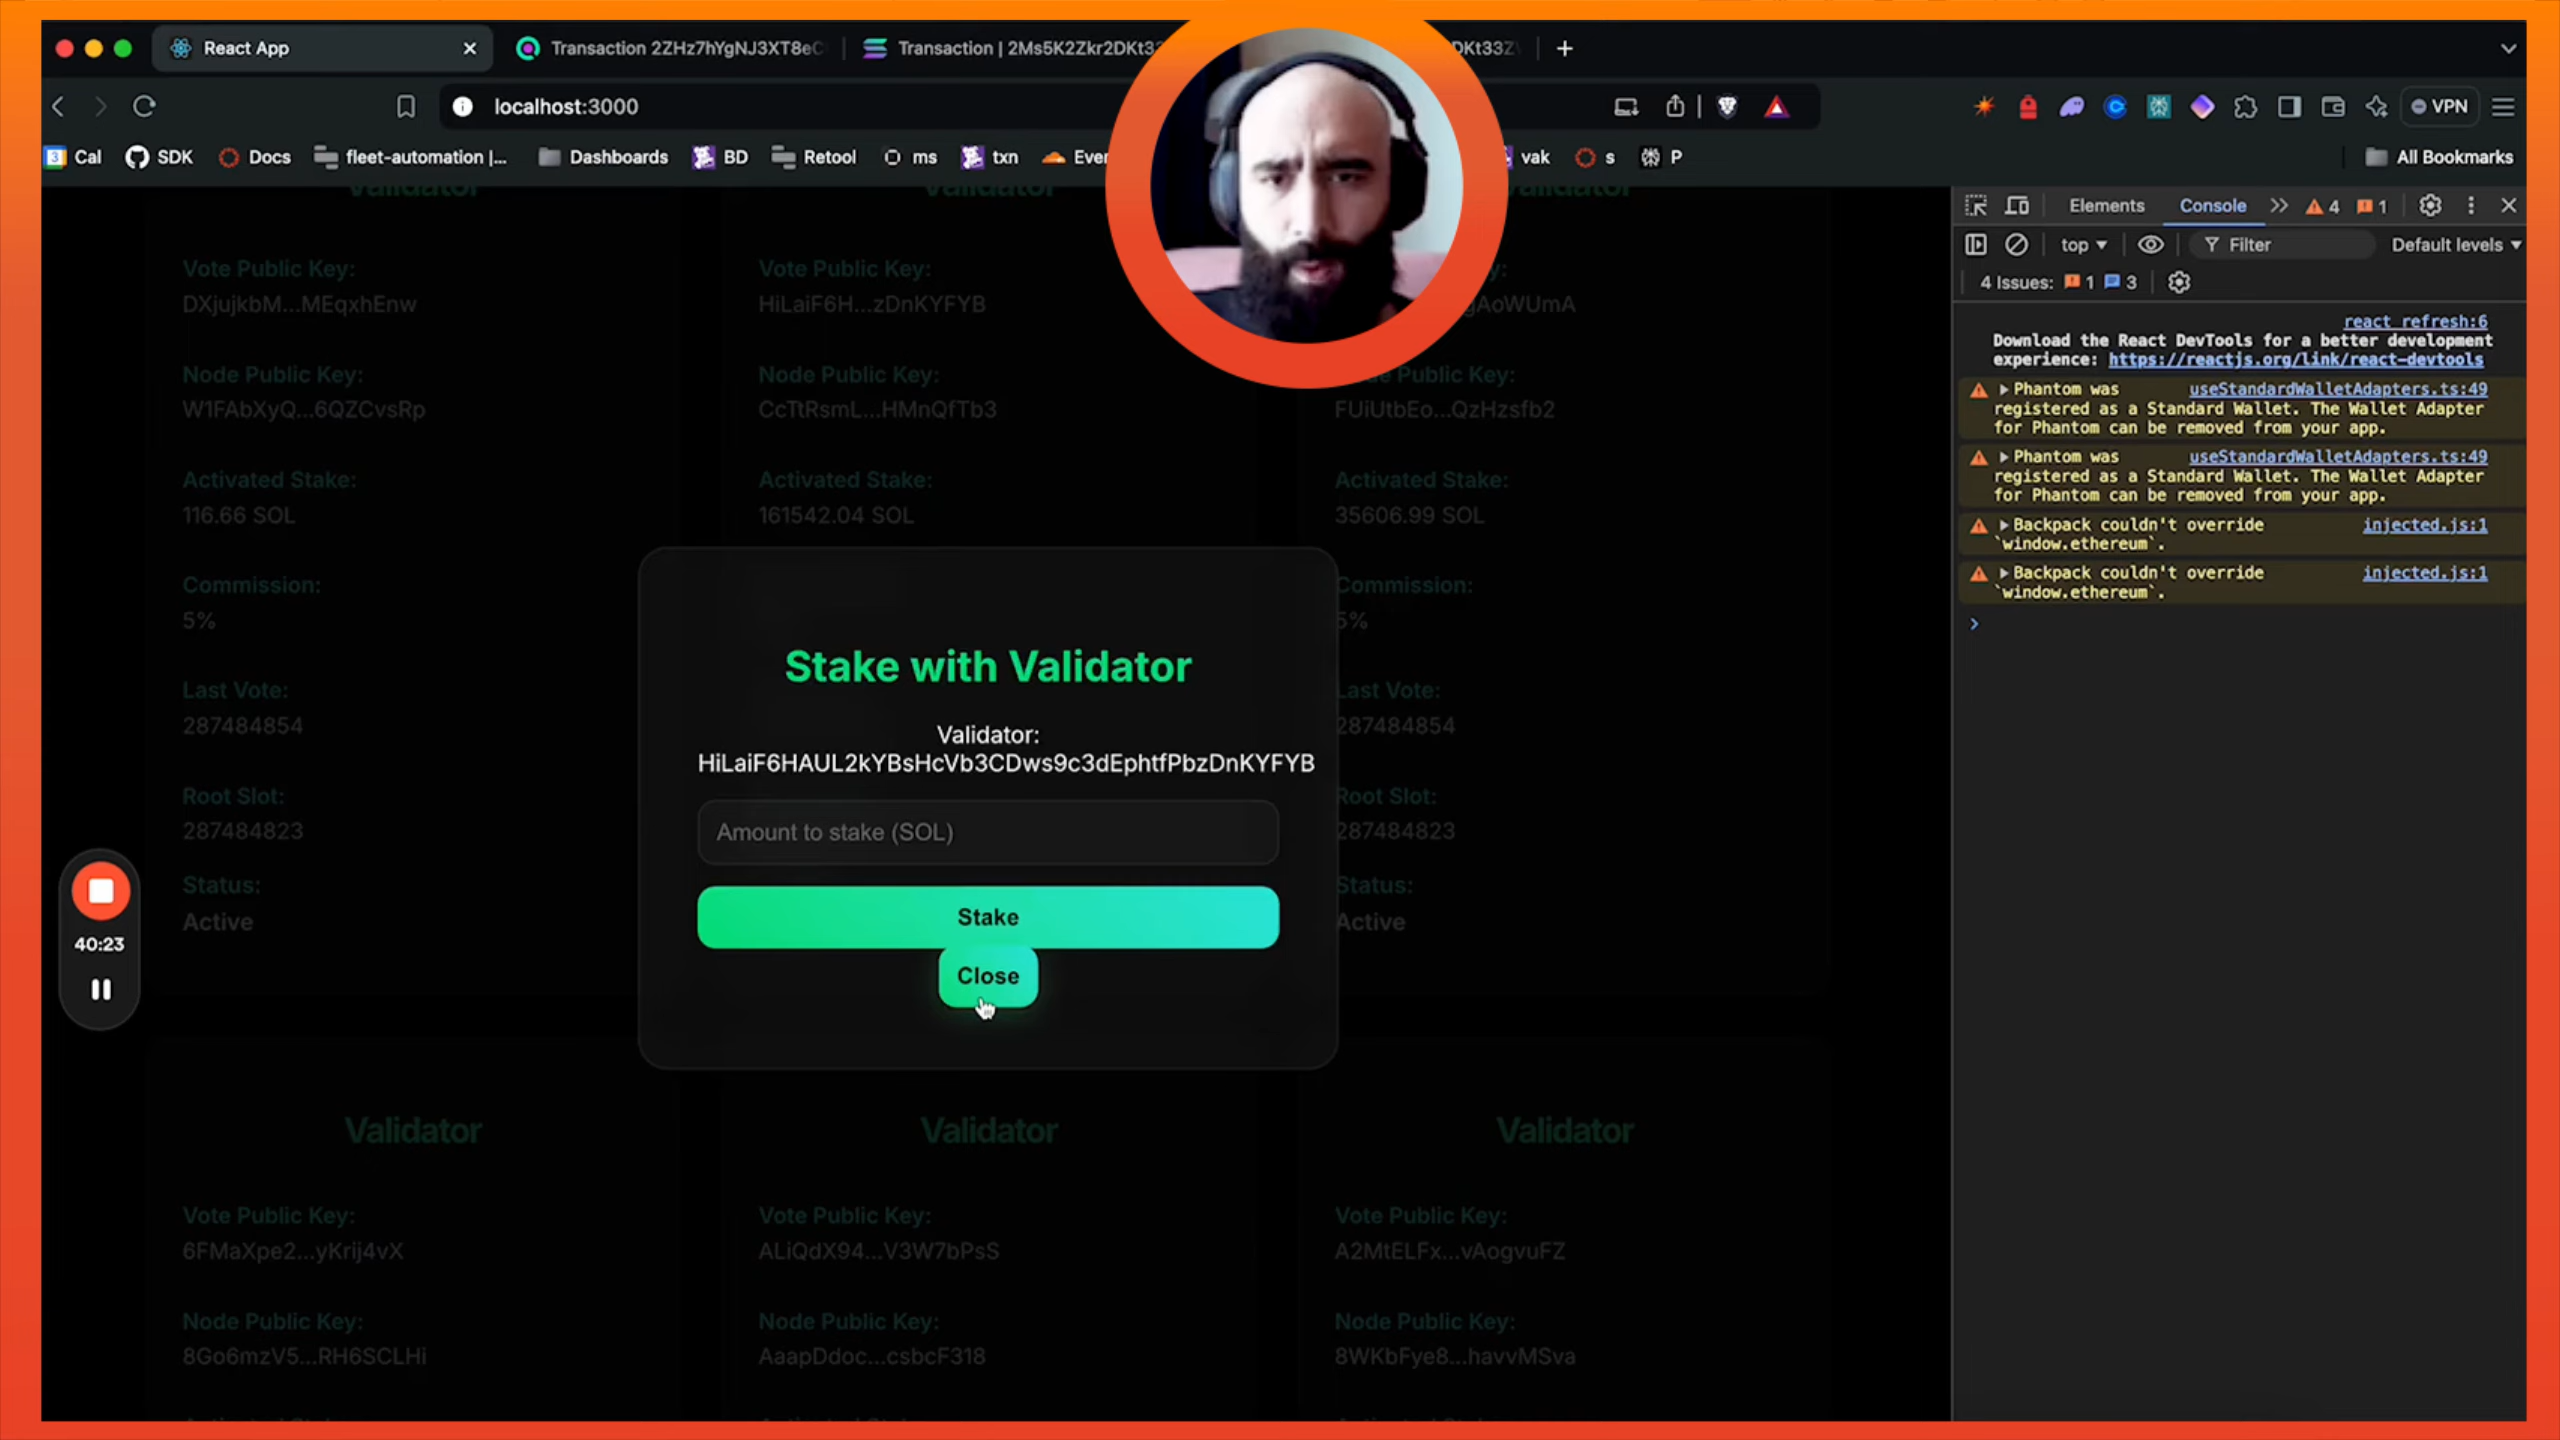 React App
Transaction 2ZHz7hYgNJ3XT8eC
Transaction | 2Ms5K2Zkr2DKt3
DKt33Z
localhost:3000
VPN
Cal
SDK
Docs
fleet-automation |...
Dashboards
BD
Retool
ms
txn
Ever
vak
s
P
All Bookmarks
Validator
Validator
Validator
Vote Public Key:
DXjujkbM...MEqxhEnw
Node Public Key:
W1FAbXyQ...6QZCvsRp
Activated Stake:
116.66 SOL
Commission:
5%
Last Vote:
287484854
Root Slot:
287484823
Status:
Active
Vote Public Key:
HiLaiF6H...zDnKYFYB
Node Public Key:
CcTtRsmL...HMnQfTb3
Activated Stake:
161542.04 SOL
y:
gAoWUmA
Public Key:
FUiUtbEo...QzHzsfb2
Activated Stake:
35606.99 SOL
Commission:
5%
Last Vote:
287484854
Root Slot:
287484823
Status:
Active
Stake with Validator
Validator:
HiLaiF6HAUL2kYBsHcVb3CDws9c3dEphtfPbzDnKYFYB
Amount to stake (SOL)
Stake
Close
40:23
Validator
Vote Public Key:
6FMaXpe2...yKrij4vX
Node Public Key:
8Go6mzV5...RH6SCLHi
Validator
Vote Public Key:
ALiQdX94...V3W7bPsS
Node Public Key:
AaapDdoc...csbcF318
Validator
Vote Public Key:
A2MtELFx...vAogvuFZ
Node Public Key:
8WKbFye8...havvMSva
Elements
Console
4
1
top
Filter
Default levels
4 Issues:
1
3
react refresh:6
Download the React DevTools for a better development
experience: https://reactjs.org/link/react-devtools
Phantom was useStandardWalletAdapters.ts:49
registered as a Standard Wallet. The Wallet Adapter
for Phantom can be removed from your app.
Phantom was useStandardWalletAdapters.ts:49
registered as a Standard Wallet. The Wallet Adapter
for Phantom can be removed from your app.
Backpack couldn't override injected.js:1
`window.ethereum`.
Backpack couldn't override injected.js:1
`window.ethereum`.